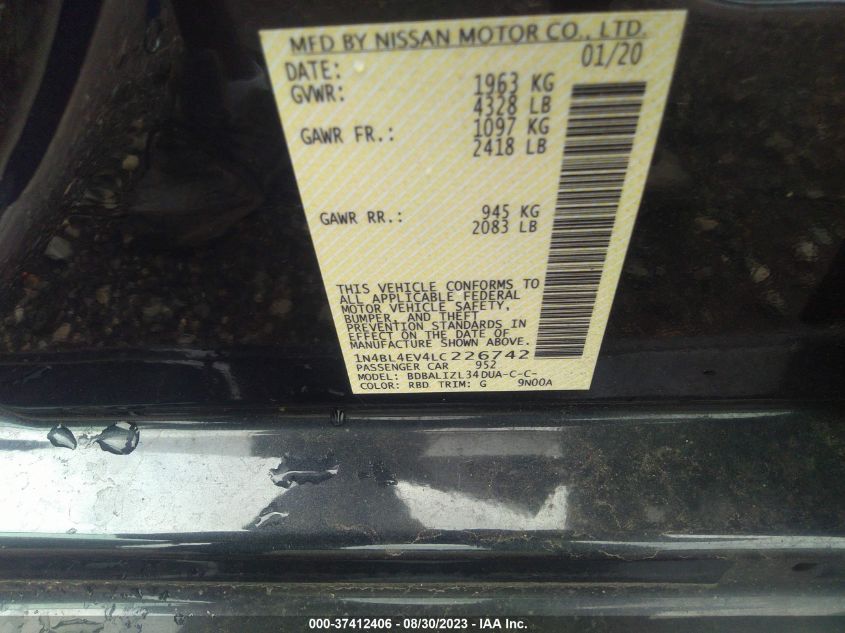 MFD BY NISSAN MOTOR CO., LTD.
DATE: 01/20
GVWR: 1963 KG
4328 LB
GAWR FR.: 1097 KG
2418 LB
GAWR RR.: 945 KG
2083 LB
THIS VEHICLE CONFORMS TO
ALL APPLICABLE FEDERAL
MOTOR VEHICLE SAFETY,
BUMPER, AND THEFT
PREVENTION STANDARDS IN
EFFECT ON THE DATE OF
MANUFACTURE SHOWN ABOVE.
1N4BL4EV4LC226742
PASSENGER CAR 952
MODEL: BDBALIZL34DUA-C-C-
COLOR: RBD TRIM: G 9N00A
000-37412406 - 08/30/2023 - IAA Inc.